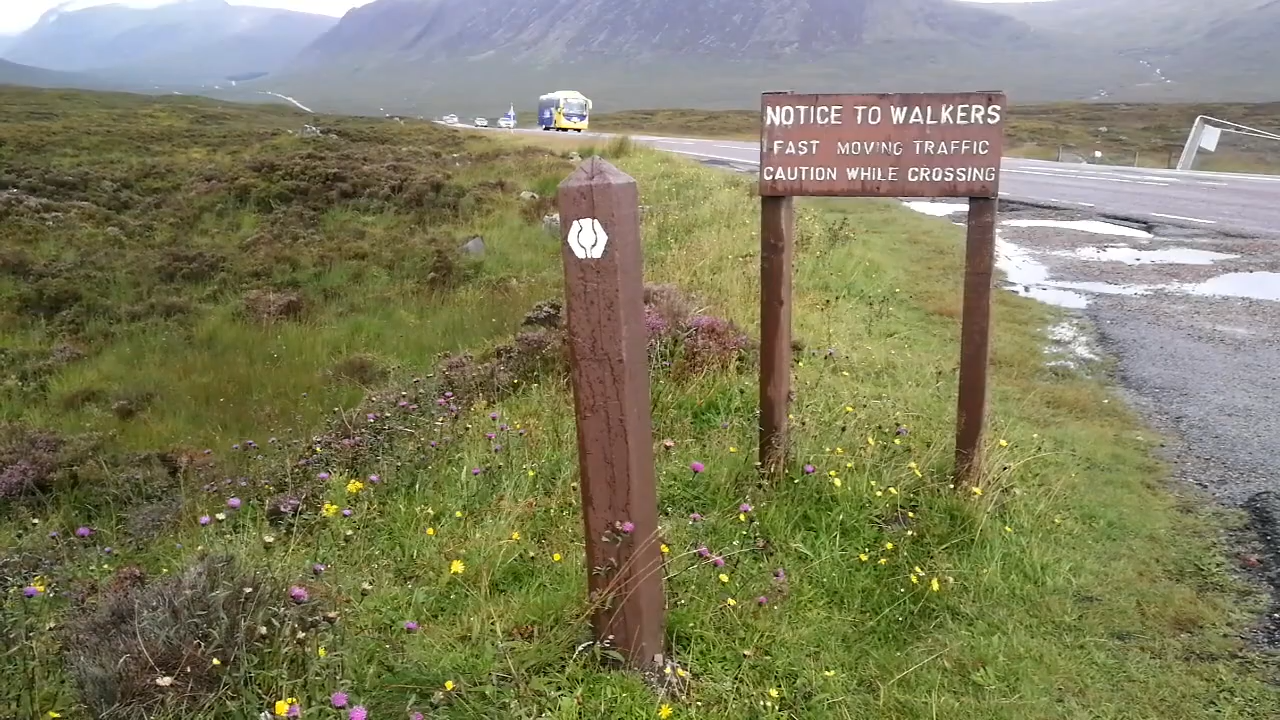 NOTICE TO WALKERS
FAST MOVING TRAFFIC
CAUTION WHILE CROSSING